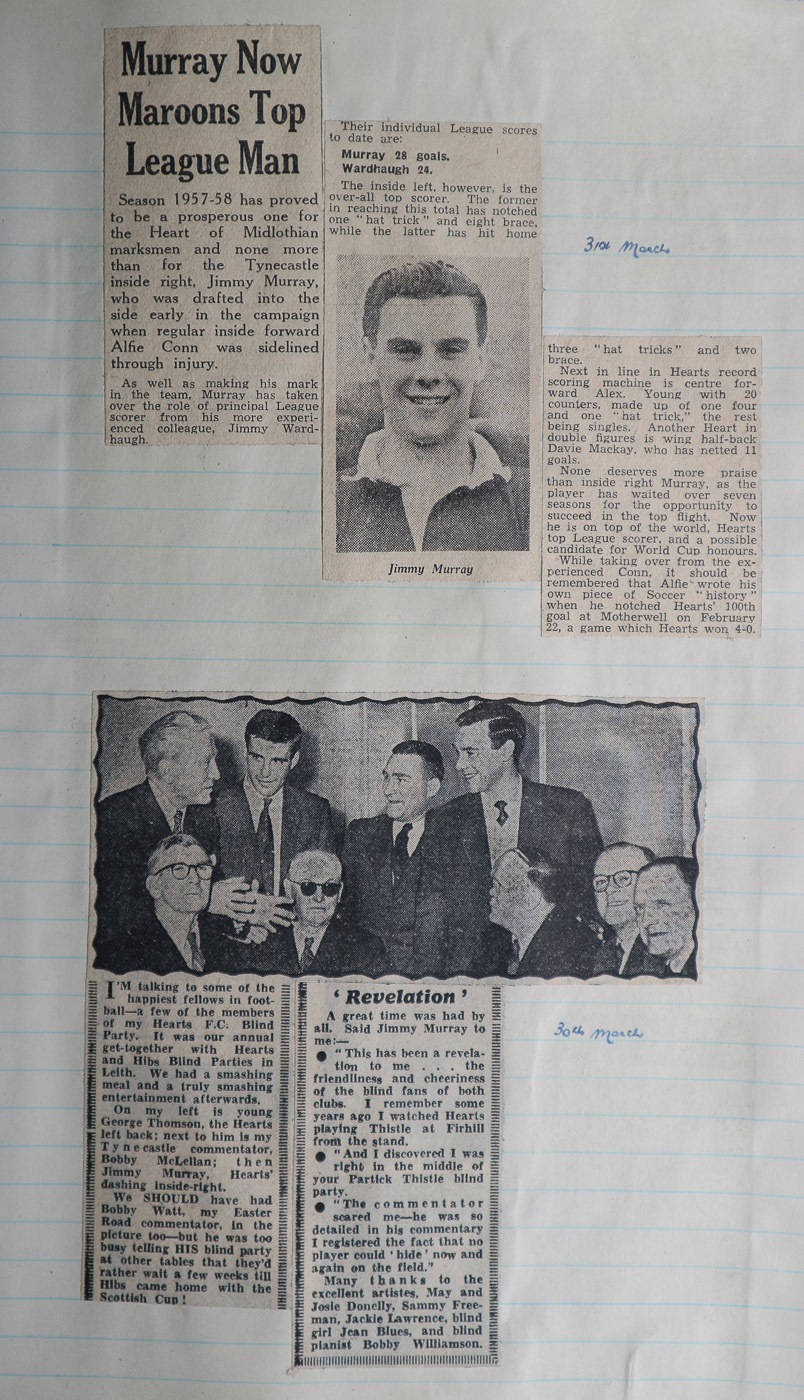 Murray Now
Maroons Top
League Man
Season 1957-58 has proved
to be a prosperous one for
the Heart of Midlothian
marksmen and none more
than for the Tynecastle
inside right, Jimmy Murray,
who was drafted into the
side early in the campaign
when regular inside forward
Alfie Conn was sidelined
through injury.
As well as making his mark
in the team, Murray has taken
over the role of principal League
scorer from his more experi-
enced colleague, Jimmy Ward-
haugh.
Their individual League scores
to date are:
Murray 28 goals.
Wardhaugh 24.
The inside left, however, is the
over-all top scorer. The former
in reaching this total has notched
one "hat trick" and eight brace,
while the latter has hit home
Jimmy Murray
31st March
three "hat tricks" and two
brace.
Next in line in Hearts record
scoring machine is centre for-
ward Alex. Young with 20
counters, made up of one four
and one "hat trick," the rest
being singles. Another Heart in
double figures is wing half-back
Davie Mackay, who has netted 11
goals.
None deserves more praise
than inside right Murray, as the
player has waited over seven
seasons for the opportunity to
succeed in the top flight. Now
he is on top of the world, Hearts
top League scorer, and a possible
candidate for World Cup honours.
While taking over from the ex-
perienced Conn, it should be
remembered that Alfie wrote his
own piece of Soccer "history"
when he notched Hearts' 100th
goal at Motherwell on February
22, a game which Hearts won 4-0.
I'M talking to some of the
happiest fellows in foot-
ball—a few of the members
of my Hearts F.C. Blind
Party. It was our annual
get-together with Hearts
and Hibs Blind Parties in
Leith. We had a smashing
meal and a truly smashing
entertainment afterwards.
On my left is young
George Thomson, the Hearts
left back; next to him is my
Tynecastle commentator,
Bobby McLellan; then
Jimmy Murray, Hearts'
dashing inside-right.
We SHOULD have had
Bobby Watt, my Easter
Road commentator, in the
picture too—but he was too
busy telling HIS blind party
at other tables that they'd
rather wait a few weeks till
Hibs came home with the
Scottish Cup!
'Revelation'
A great time was had by
all. Said Jimmy Murray to
me:—
● "This has been a revela-
tion to me . . . the
friendliness and cheeriness
of the blind fans of both
clubs. I remember some
years ago I watched Hearts
playing Thistle at Firhill
from the stand.
● "And I discovered I was
right in the middle of
your Partick Thistle blind
party.
● "The commentator
scared me—he was so
detailed in his commentary
I registered the fact that no
player could 'hide' now and
again on the field."
Many thanks to the
excellent artistes, May and
Josie Donelly, Sammy Free-
man, Jackie Lawrence, blind
girl Jean Blues, and blind
pianist Bobby Williamson.
30th March